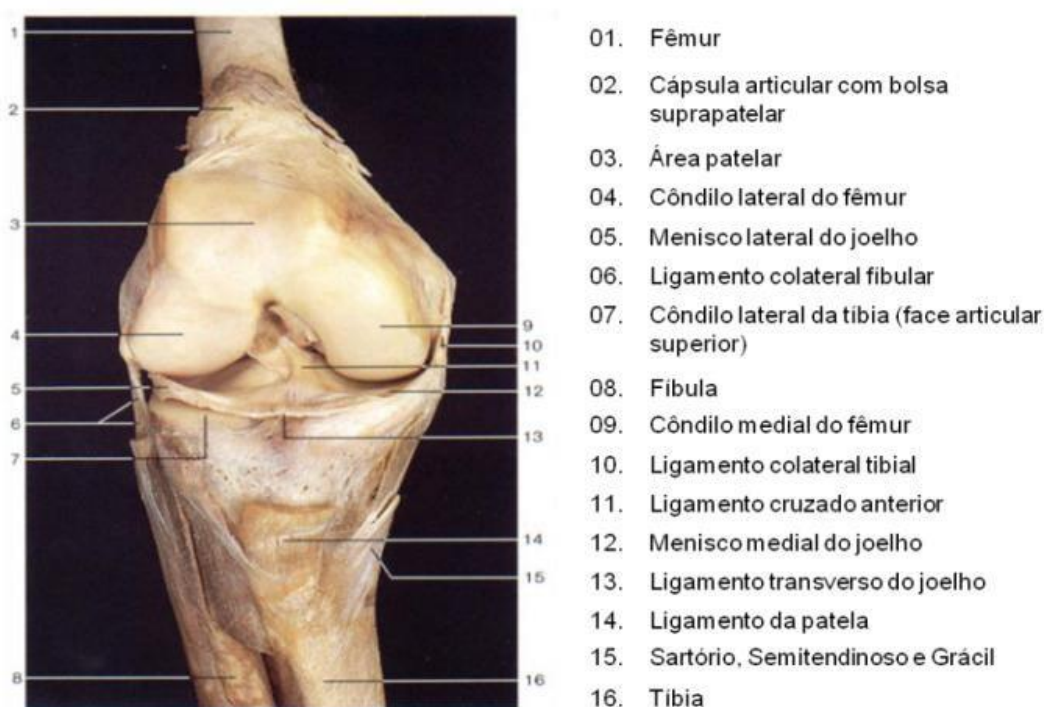 1
2
3
4
5
6
7
8
9
10
11
12
13
14
15
16
01. Fêmur
02. Cápsula articular com bolsa
suprapatelar
03. Área patelar
04. Côndilo lateral do fêmur
05. Menisco lateral do joelho
06. Ligamento colateral fibular
07. Côndilo lateral da tíbia (face articular
superior)
08. Fíbula
09. Côndilo medial do fêmur
10. Ligamento colateral tibial
11. Ligamento cruzado anterior
12. Menisco medial do joelho
13. Ligamento transverso do joelho
14. Ligamento da patela
15. Sartório, Semitendinoso e Grácil
16. Tíbia